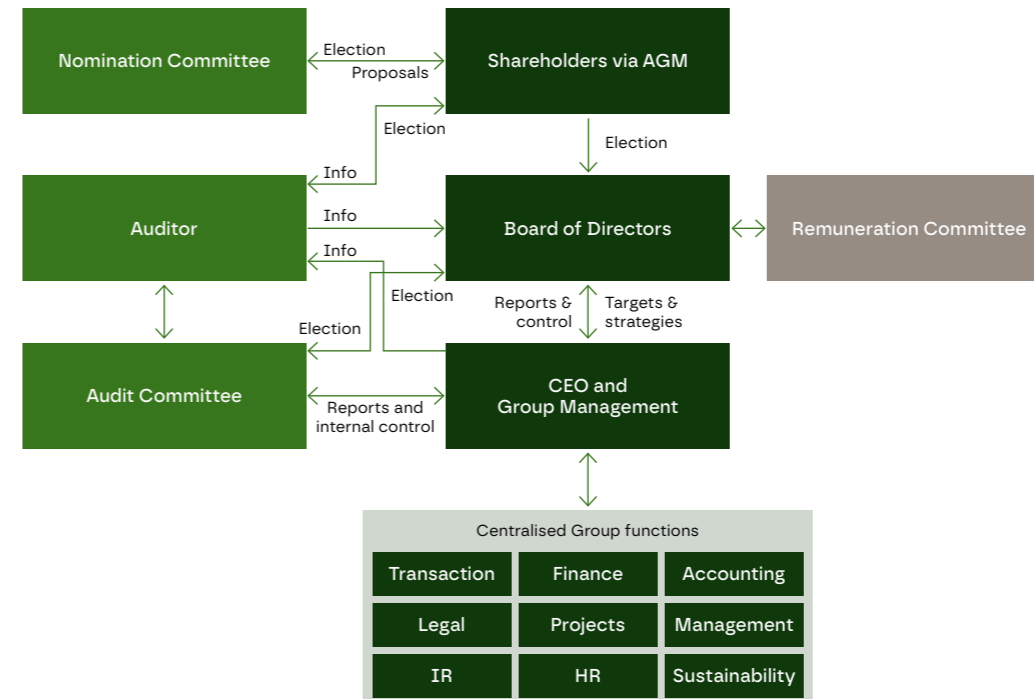 Nomination Committee
Election
Proposals
Shareholders via AGM
Election
Election
Info
Auditor
Info
Info
Board of Directors
Remuneration Committee
Election
Election
Reports &
control
Targets &
strategies
Audit Committee
Reports and
internal control
CEO and
Group Management
Centralised Group functions
Transaction
Finance
Accounting
Legal
Projects
Management
IR
HR
Sustainability